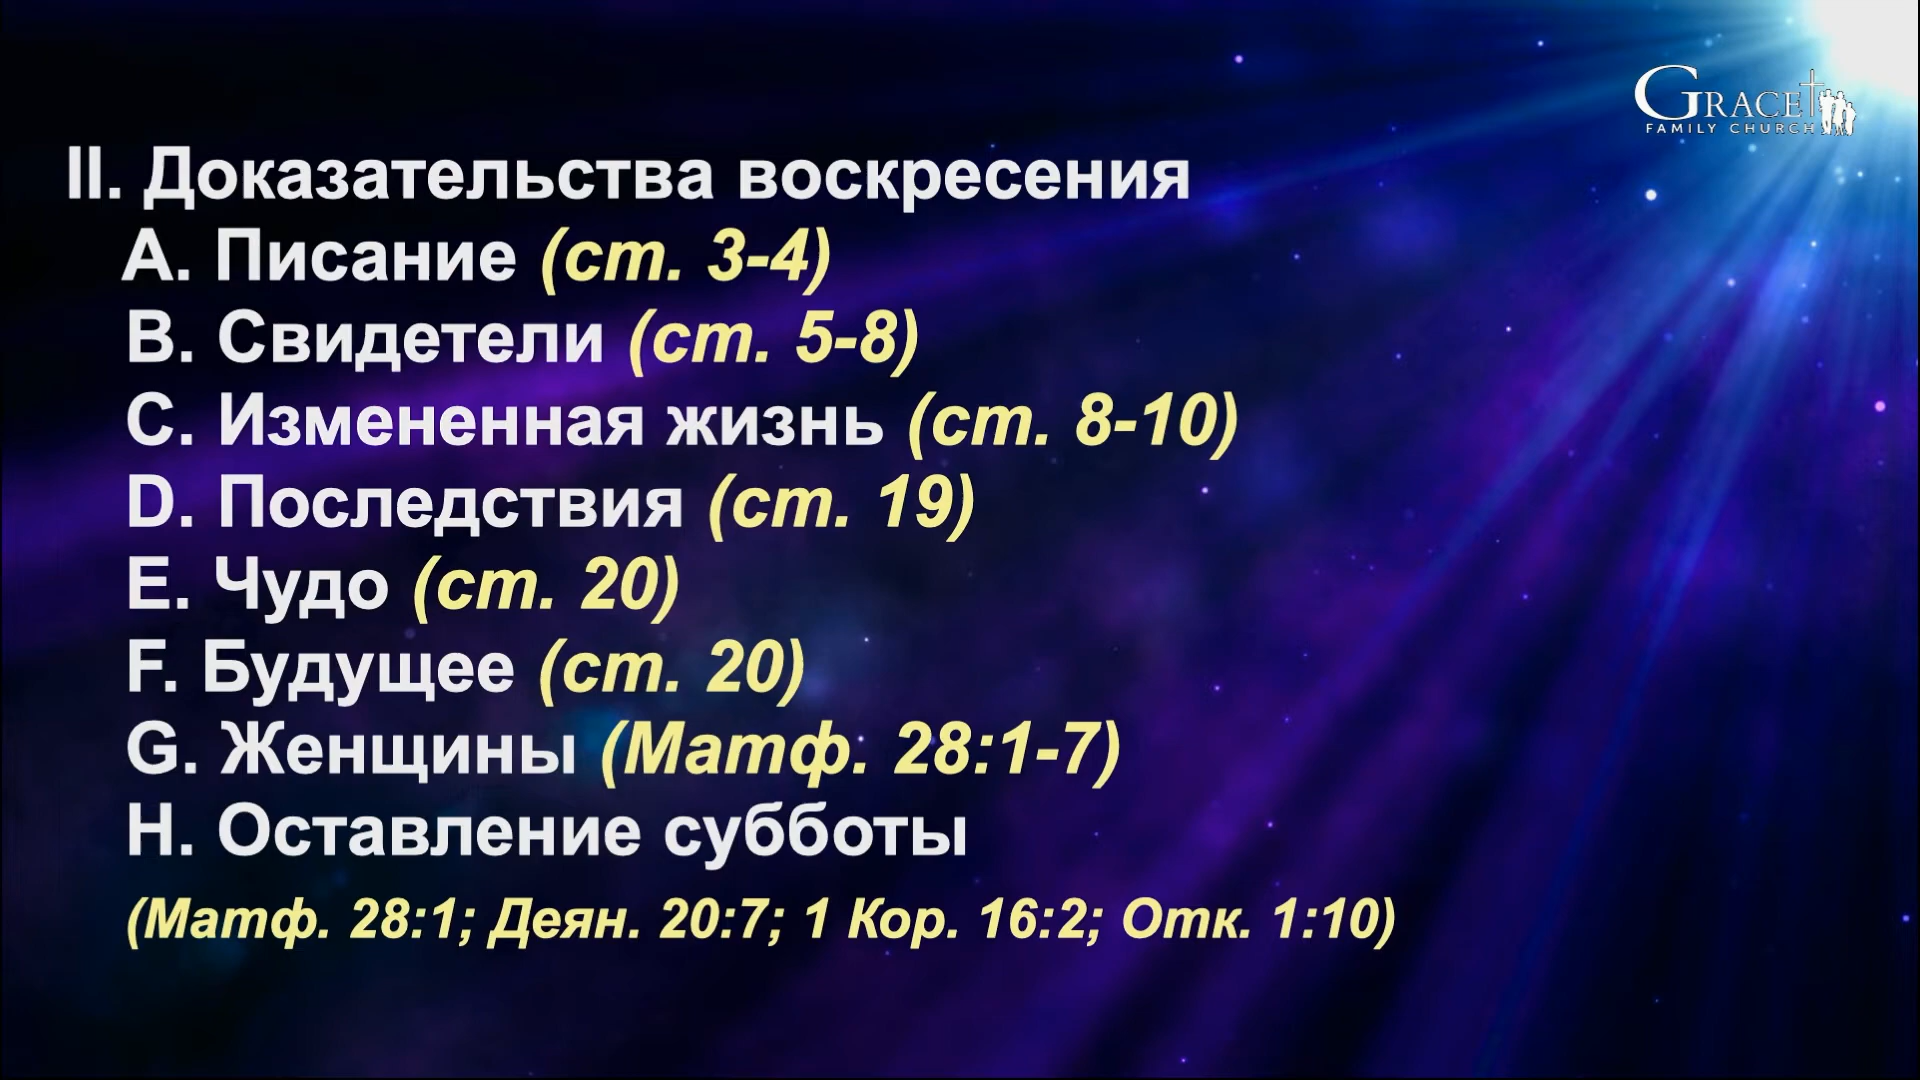 GRACE
FAMILY CHURCH
II. Доказательства воскресения
A. Писание (ст. 3-4)
B. Свидетели (ст. 5-8)
C. Измененная жизнь (ст. 8-10)
D. Последствия (ст. 19)
E. Чудо (ст. 20)
F. Будущее (ст. 20)
G. Женщины (Матф. 28:1-7)
H. Оставление субботы
(Матф. 28:1; Деян. 20:7; 1 Кор. 16:2; Отк. 1:10)